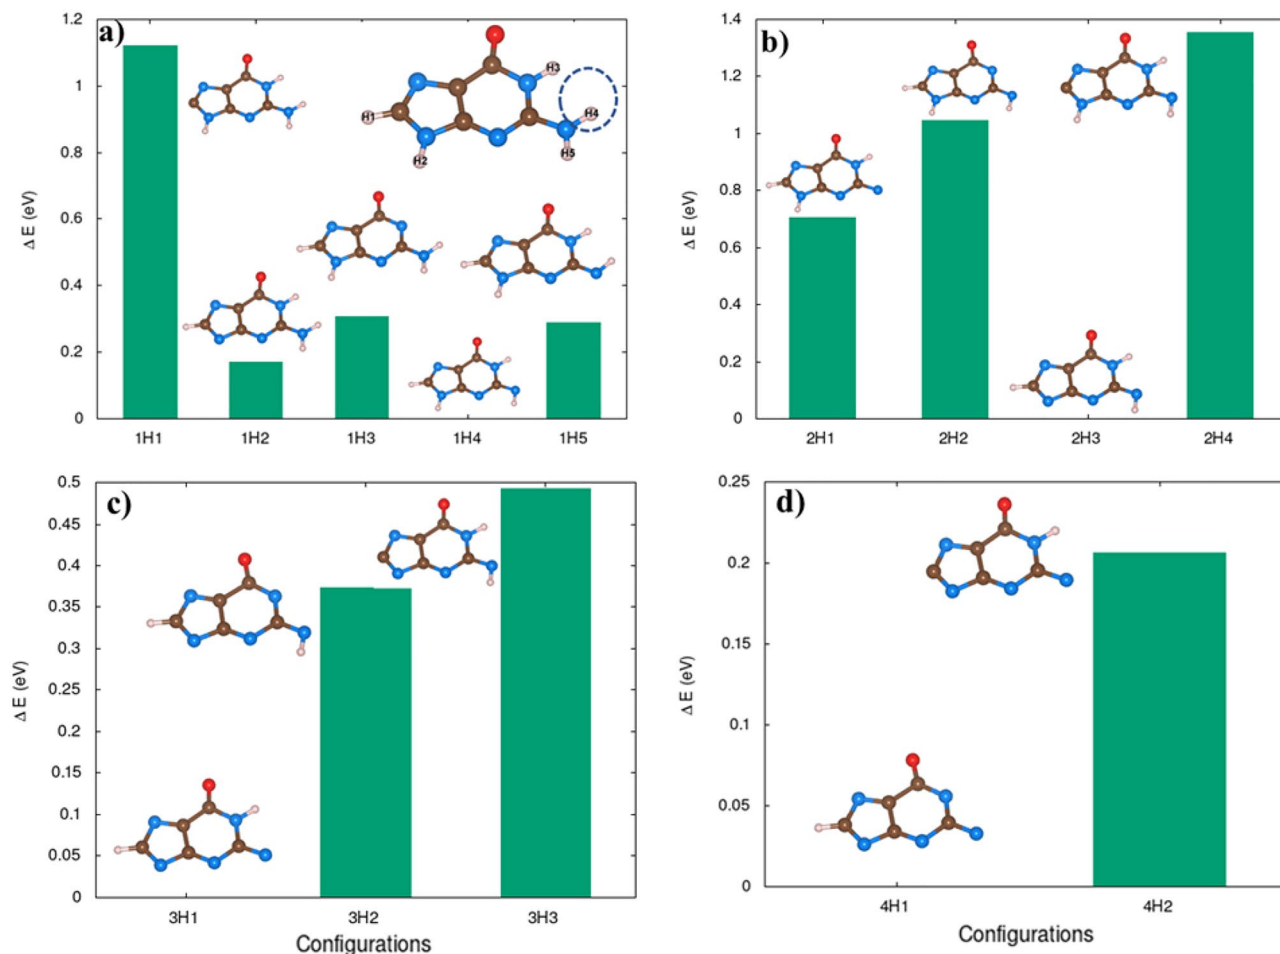 a)
1.2
1
0.8
0.6
0.4
0.2
0
Δ E (eV)
H1
H2
H3
H4
H5
1H1 1H2 1H3 1H4 1H5
b)
1.4
1.2
1
0.8
0.6
0.4
0.2
0
Δ E (eV)
2H1 2H2 2H3 2H4
c)
0.5
0.45
0.4
0.35
0.3
0.25
0.2
0.15
0.1
0.05
0
Δ E (eV)
3H1 3H2 3H3
Configurations
d)
0.25
0.2
0.15
0.1
0.05
0
Δ E (eV)
4H1 4H2
Configurations